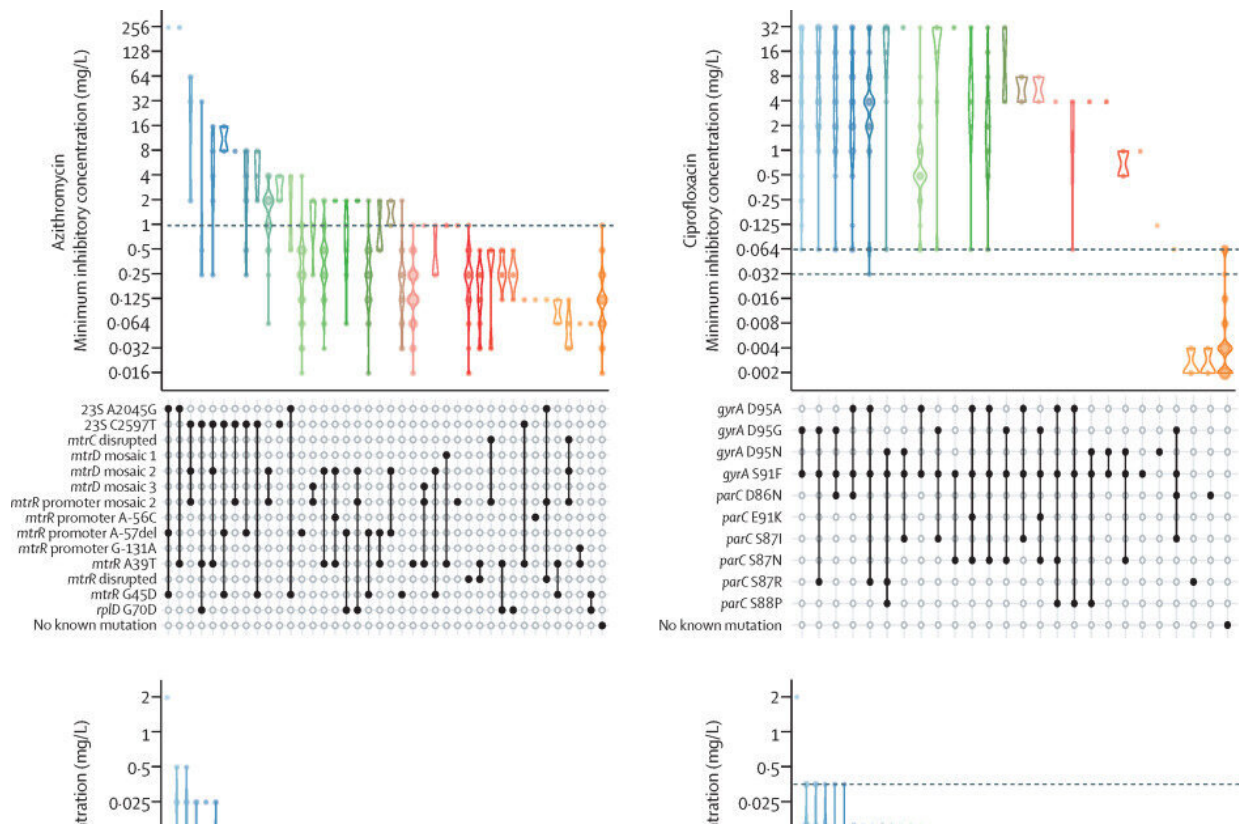 Azithromycin
Minimum inhibitory concentration (mg/L)
256
128
64
32
16
8
4
2
1
0·5
0·25
0·125
0·064
0·032
0·016
23S A2045G
23S C2597T
mtrC disrupted
mtrD mosaic 1
mtrD mosaic 2
mtrD mosaic 3
mtrR promoter mosaic 2
mtrR promoter A-56C
mtrR promoter A-57del
mtrR promoter G-131A
mtrR A39T
mtrR disrupted
mtrR G45D
rplD G70D
No known mutation
Ciprofloxacin
Minimum inhibitory concentration (mg/L)
32
16
8
4
2
1
0·5
0·25
0·125
0·064
0·032
0·016
0·008
0·004
0·002
gyrA D95A
gyrA D95G
gyrA D95N
gyrA S91F
parC D86N
parC E91K
parC S87I
parC S87N
parC S87R
parC S88P
No known mutation
(mg/L)
2
1
0·5
0·025
(mg/L)
2
1
0·5
0·025